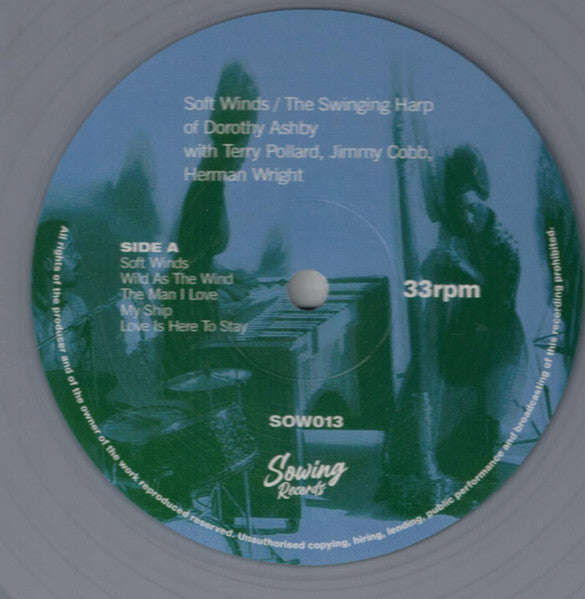 Soft Winds / The Swinging Harp
of Dorothy Ashby
with Terry Pollard, Jimmy Cobb,
Herman Wright
SIDE A
Soft Winds
Wild As The Wind
The Man I Love
My Ship
Love Is Here To Stay
33rpm
SOW013
Sowing
Records
All rights of the producer and of the owner of the work reproduced reserved. Unauthorised copying, hiring, lending, public performance and broadcasting of this recording prohibited.